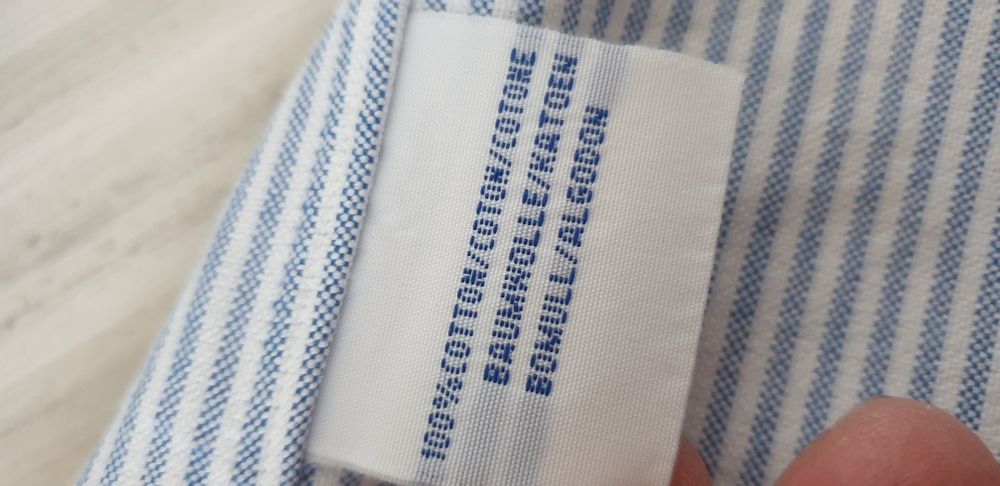 100%COTTON/COTON/COTONE
BAUMWOLLE/KATOEN
BOMULL/ALGODON